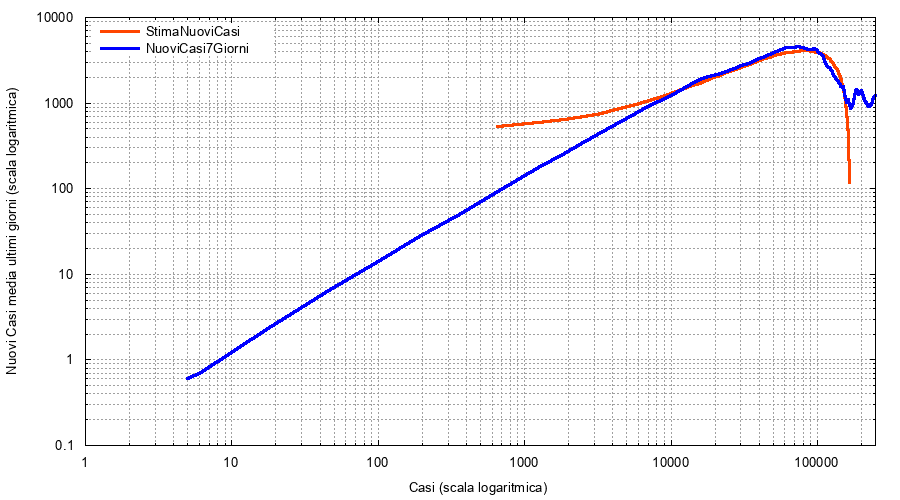 StimaNuoviCasi
NuoviCasi7Giorni
Nuovi Casi media ultimi giorni (scala logaritmica)
10000
1000
100
10
1
0.1
1 10 100 1000 10000 100000
Casi (scala logaritmica)